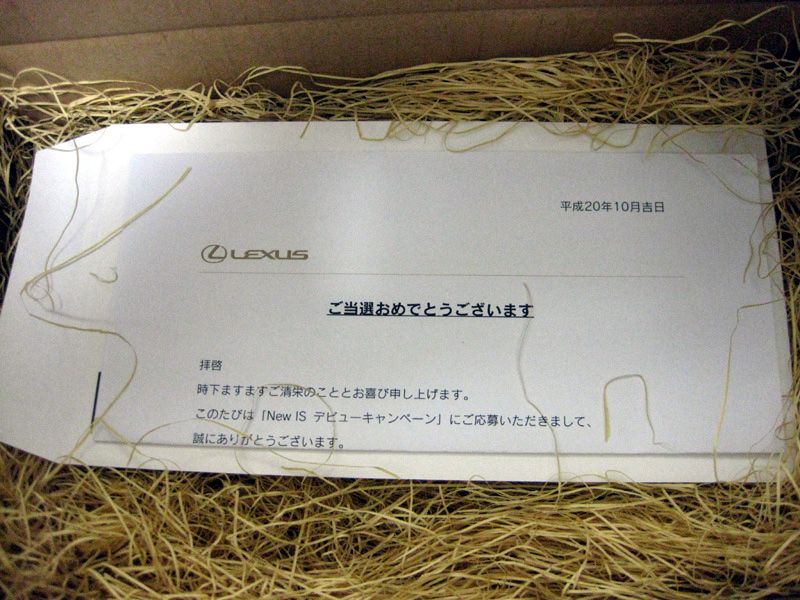 平成20年10月吉日
LEXUS
ご当選おめでとうございます
拝啓
時下ますますご清栄のこととお喜び申し上げます。
このたびは「New IS デビューキャンペーン」にご応募いただきまして、
誠にありがとうございます。